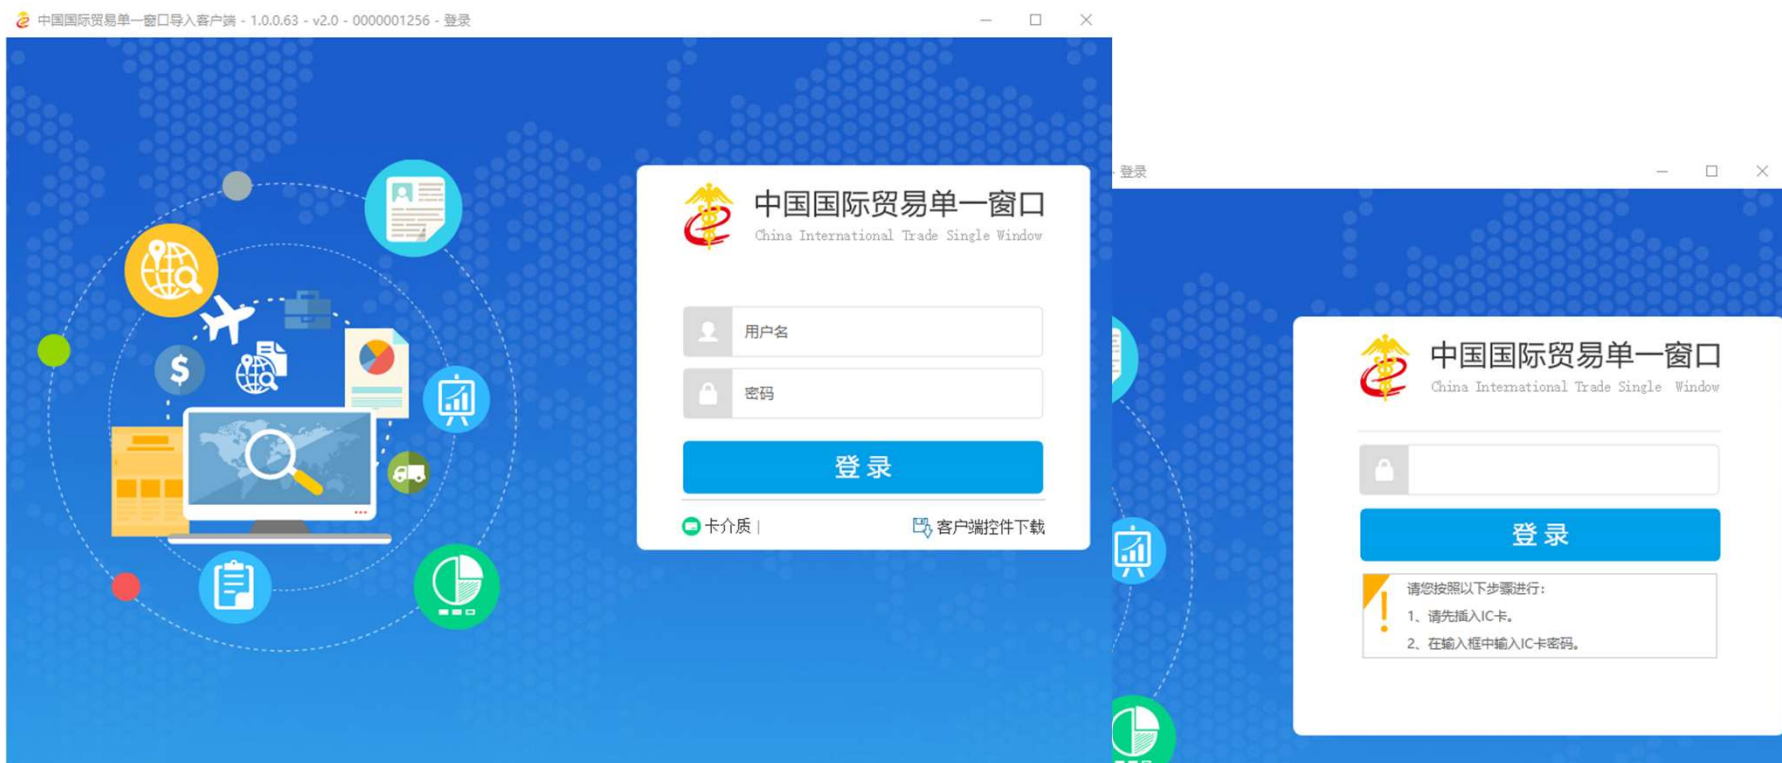 中国国际贸易单一窗口导入客户端 - 1.0.0.63 - v2.0 - 0000001256 - 登录
中国国际贸易单一窗口
China International Trade Single Window
用户名
密码
登录
卡介质 |
客户端控件下载
- 登录
中国国际贸易单一窗口
China International Trade Single Window
登录
请您按照以下步骤进行：
1、请先插入IC卡。
2、在输入框中输入IC卡密码。